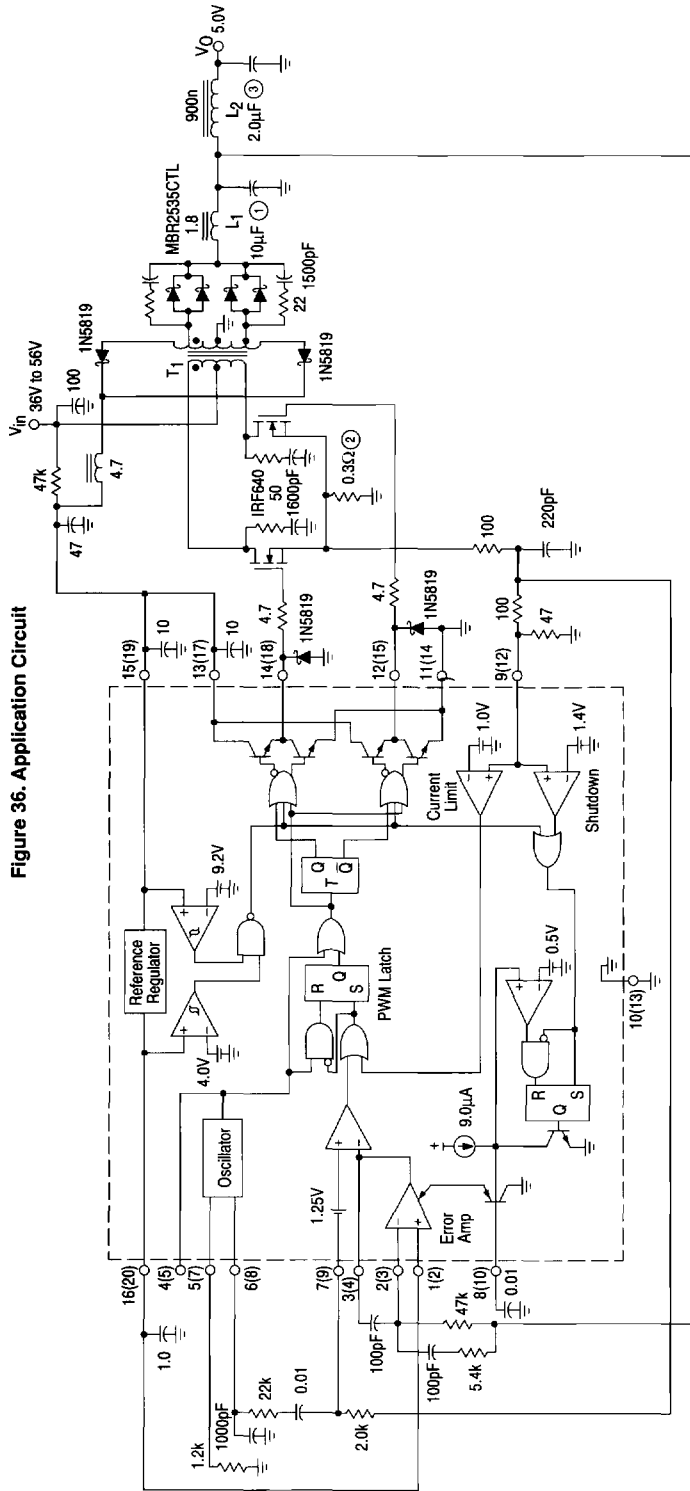 Figure 36. Application Circuit
Vin
36V to 56V
100
47k
4.7
47
1N5819
T1
1N5819
MBR2535CTL
1.8
L1
10µF ①
1500pF
22
900n
L2
2.0µF ③
VO
5.0V
IRF640
50
1600pF
0.3Ω ②
4.7
1N5819
4.7
1N5819
100
220pF
100
47
10
10
15(19)
13(17)
14(18)
12(15)
11(14
9(12)
Reference
Regulator
4.0V
9.2V
Oscillator
T
Q
Q
R
Q
S
PWM Latch
1.0V
Current
Limit
1.4V
Shutdown
1.25V
Error
Amp
9.0µA
0.5V
R
Q
S
10(13)
16(20)
4(5)
5(7)
6(8)
7(9)
3(4)
2(3)
1(2)
8(10)
1.0
1.2k
1000pF
22k
0.01
2.0k
100pF
100pF
47k
5.4k
0.01